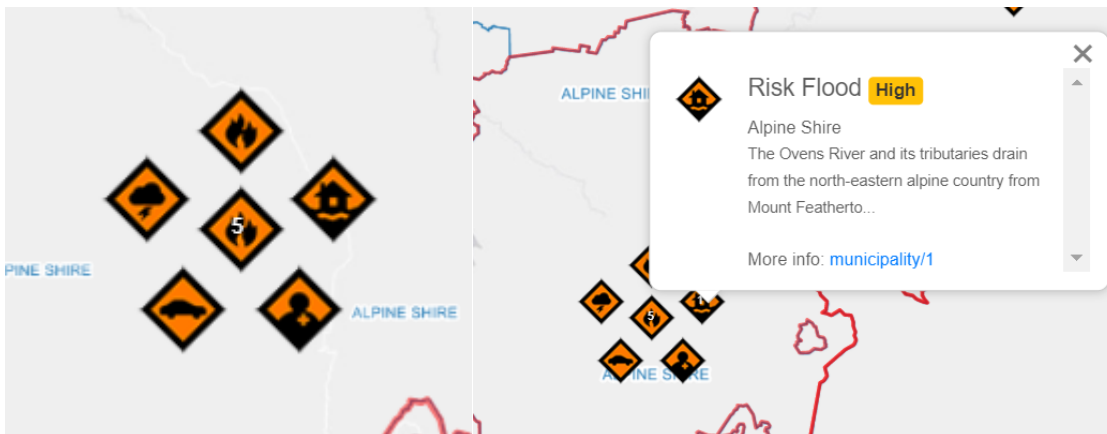 5
PINE SHIRE
ALPINE SHIRE
ALPINE SHI
Risk Flood High
Alpine Shire
The Ovens River and its tributaries drain
from the north-eastern alpine country from
Mount Featherto...
More info: municipality/1
5
ALPINE SHIRE